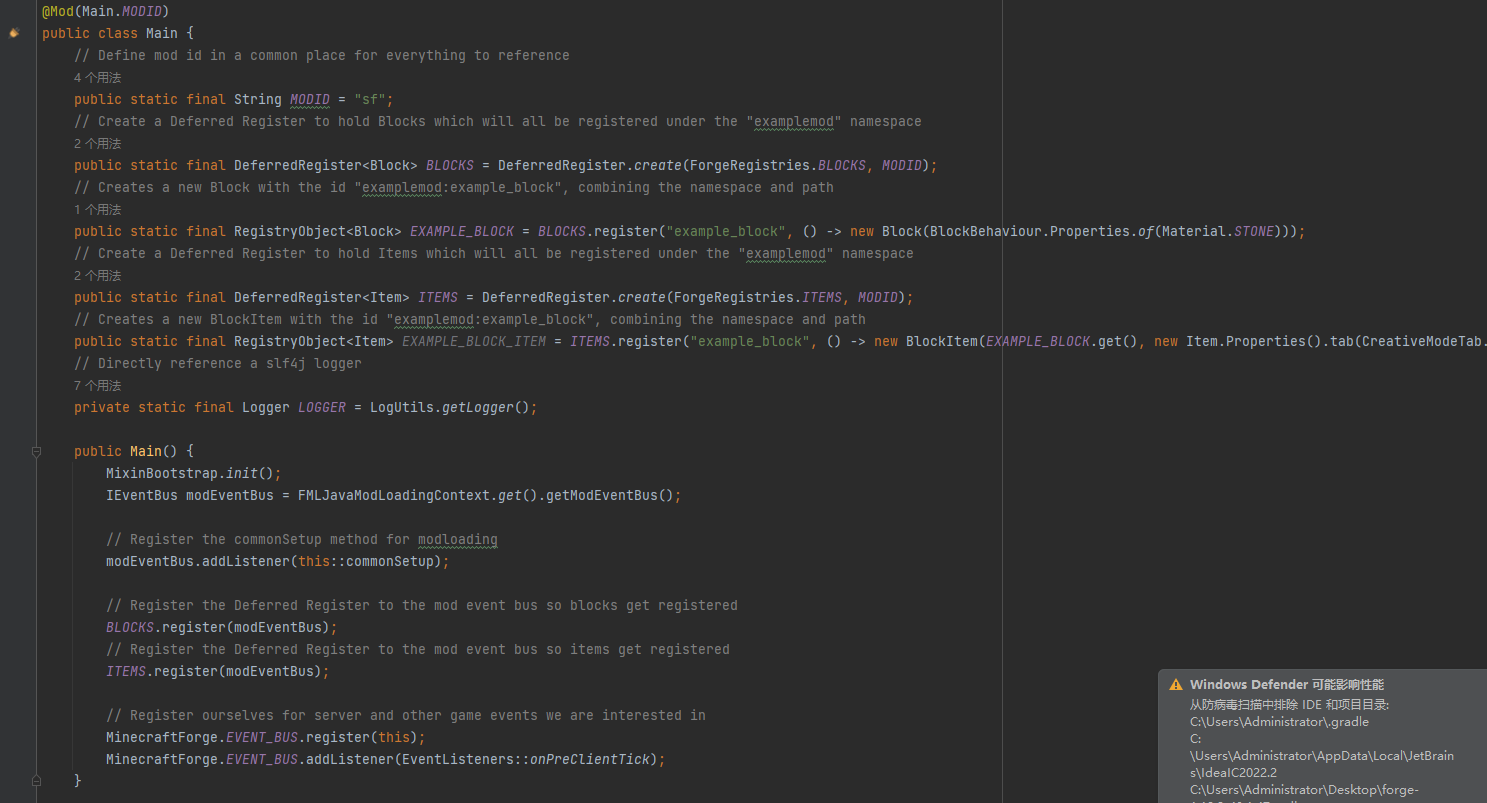 @Mod(Main.MODID)
public class Main {
// Define mod id in a common place for everything to reference
4 个用法
public static final String MODID = "sf";
// Create a Deferred Register to hold Blocks which will all be registered under the "examplemod" namespace
2 个用法
public static final DeferredRegister<Block> BLOCKS = DeferredRegister.create(ForgeRegistries.BLOCKS, MODID);
// Creates a new Block with the id "examplemod:example_block", combining the namespace and path
1 个用法
public static final RegistryObject<Block> EXAMPLE_BLOCK = BLOCKS.register("example_block", () -> new Block(BlockBehaviour.Properties.of(Material.STONE)));
// Create a Deferred Register to hold Items which will all be registered under the "examplemod" namespace
2 个用法
public static final DeferredRegister<Item> ITEMS = DeferredRegister.create(ForgeRegistries.ITEMS, MODID);
// Creates a new BlockItem with the id "examplemod:example_block", combining the namespace and path
public static final RegistryObject<Item> EXAMPLE_BLOCK_ITEM = ITEMS.register("example_block", () -> new BlockItem(EXAMPLE_BLOCK.get(), new Item.Properties().tab(CreativeModeTab.
// Directly reference a slf4j logger
7 个用法
private static final Logger LOGGER = LogUtils.getLogger();
public Main() {
MixinBootstrap.init();
IEventBus modEventBus = FMLJavaModLoadingContext.get().getModEventBus();
// Register the commonSetup method for modloading
modEventBus.addListener(this::commonSetup);
// Register the Deferred Register to the mod event bus so blocks get registered
BLOCKS.register(modEventBus);
// Register the Deferred Register to the mod event bus so items get registered
ITEMS.register(modEventBus);
// Register ourselves for server and other game events we are interested in
MinecraftForge.EVENT_BUS.register(this);
MinecraftForge.EVENT_BUS.addListener(EventListeners::onPreClientTick);
}
Windows Defender 可能影响性能
从防病毒扫描中排除 IDE 和项目目录:
C:\Users\Administrator\.gradle
C:
\Users\Administrator\AppData\Local\JetBrain
s\IdeaIC2022.2
C:\Users\Administrator\Desktop\forge-